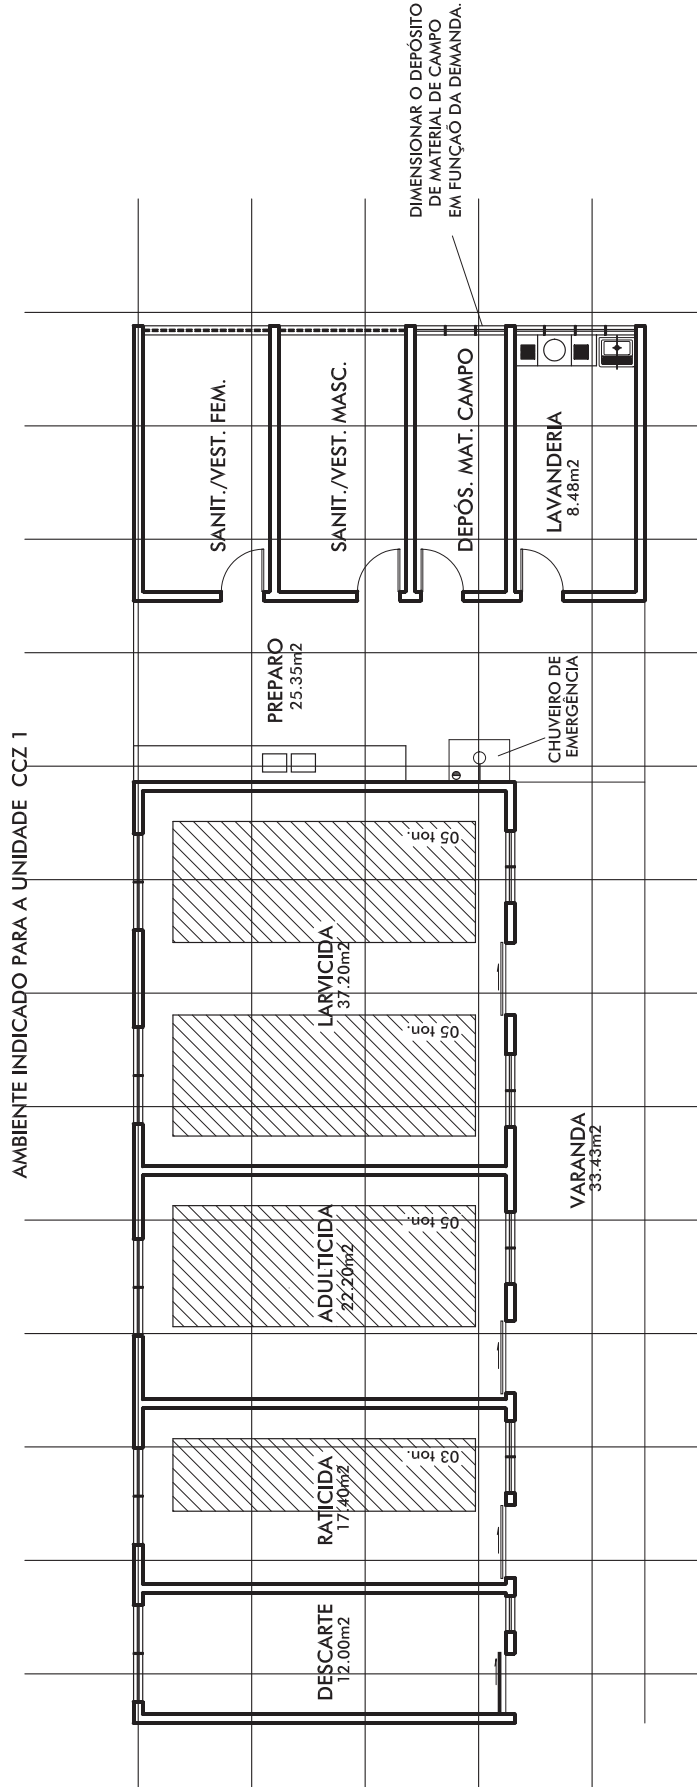 AMBIENTE INDICADO PARA A UNIDADE CCZ 1
DESCARTE
12.00m2
RATICIDA
17.40m2
03 ton.
ADULTICIDA
22.20m2
05 ton.
LARVICIDA
37.20m2
05 ton.
05 ton.
VARANDA
33.43m2
PREPARO
25.35m2
CHUVEIRO DE
EMERGÊNCIA
SANIT./VEST. FEM.
SANIT./VEST. MASC.
DEPÓS. MAT. CAMPO
LAVANDERIA
8.48m2
DIMENSIONAR O DEPÓSITO
DE MATERIAL DE CAMPO
EM FUNÇAÕ DA DEMANDA.